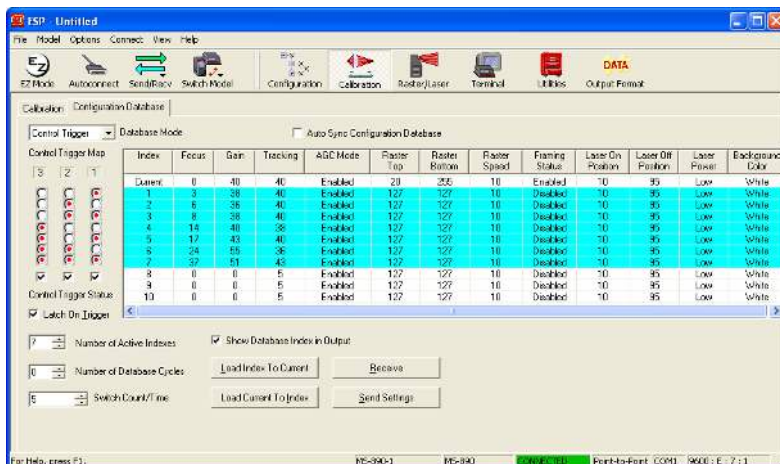 ESP - Untitled
File Model Options Connect View Help
EZ
EZ Mode Autoconnect Send/Recv Switch Model Configuration Calibration Raster/Laser Terminal Utilities Output Format
DATA
Calibration Configuration Database
Control Trigger Database Mode Auto Sync Configuration Database
Control Trigger Map
3 2 1
Index Focus Gain Tracking AGC Mode Raster Top Raster Bottom Raster Speed Framing Status Laser On Position Laser Off Position Laser Power Background Color
Current 0 40 40 Enabled 20 255 10 Enabled 10 95 Low White
1 3 38 40 Enabled 127 127 10 Disabled 10 95 Low White
2 6 36 40 Enabled 127 127 10 Disabled 10 95 Low White
3 8 38 40 Enabled 127 127 10 Disabled 10 95 Low White
4 14 40 38 Enabled 127 127 10 Disabled 10 95 Low White
5 17 43 40 Enabled 127 127 10 Disabled 10 95 Low White
6 24 55 36 Enabled 127 127 10 Disabled 10 95 Low White
7 37 51 43 Enabled 127 127 10 Disabled 10 95 Low White
8 0 0 5 Enabled 127 127 10 Disabled 10 95 Low White
9 0 0 5 Enabled 127 127 10 Disabled 10 95 Low White
10 0 0 5 Enabled 127 127 10 Disabled 10 95 Low White
Control Trigger Status
Latch On Trigger
7 Number of Active Indexes Show Database Index in Output
0 Number of Database Cycles Load Index To Current Receive
5 Switch Count/Time Load Current To Index Send Settings
For Help, press F1. MS-890-1 MS-890 CONNECTED Point-to-Point COM1 9600 : E : 7 : 1